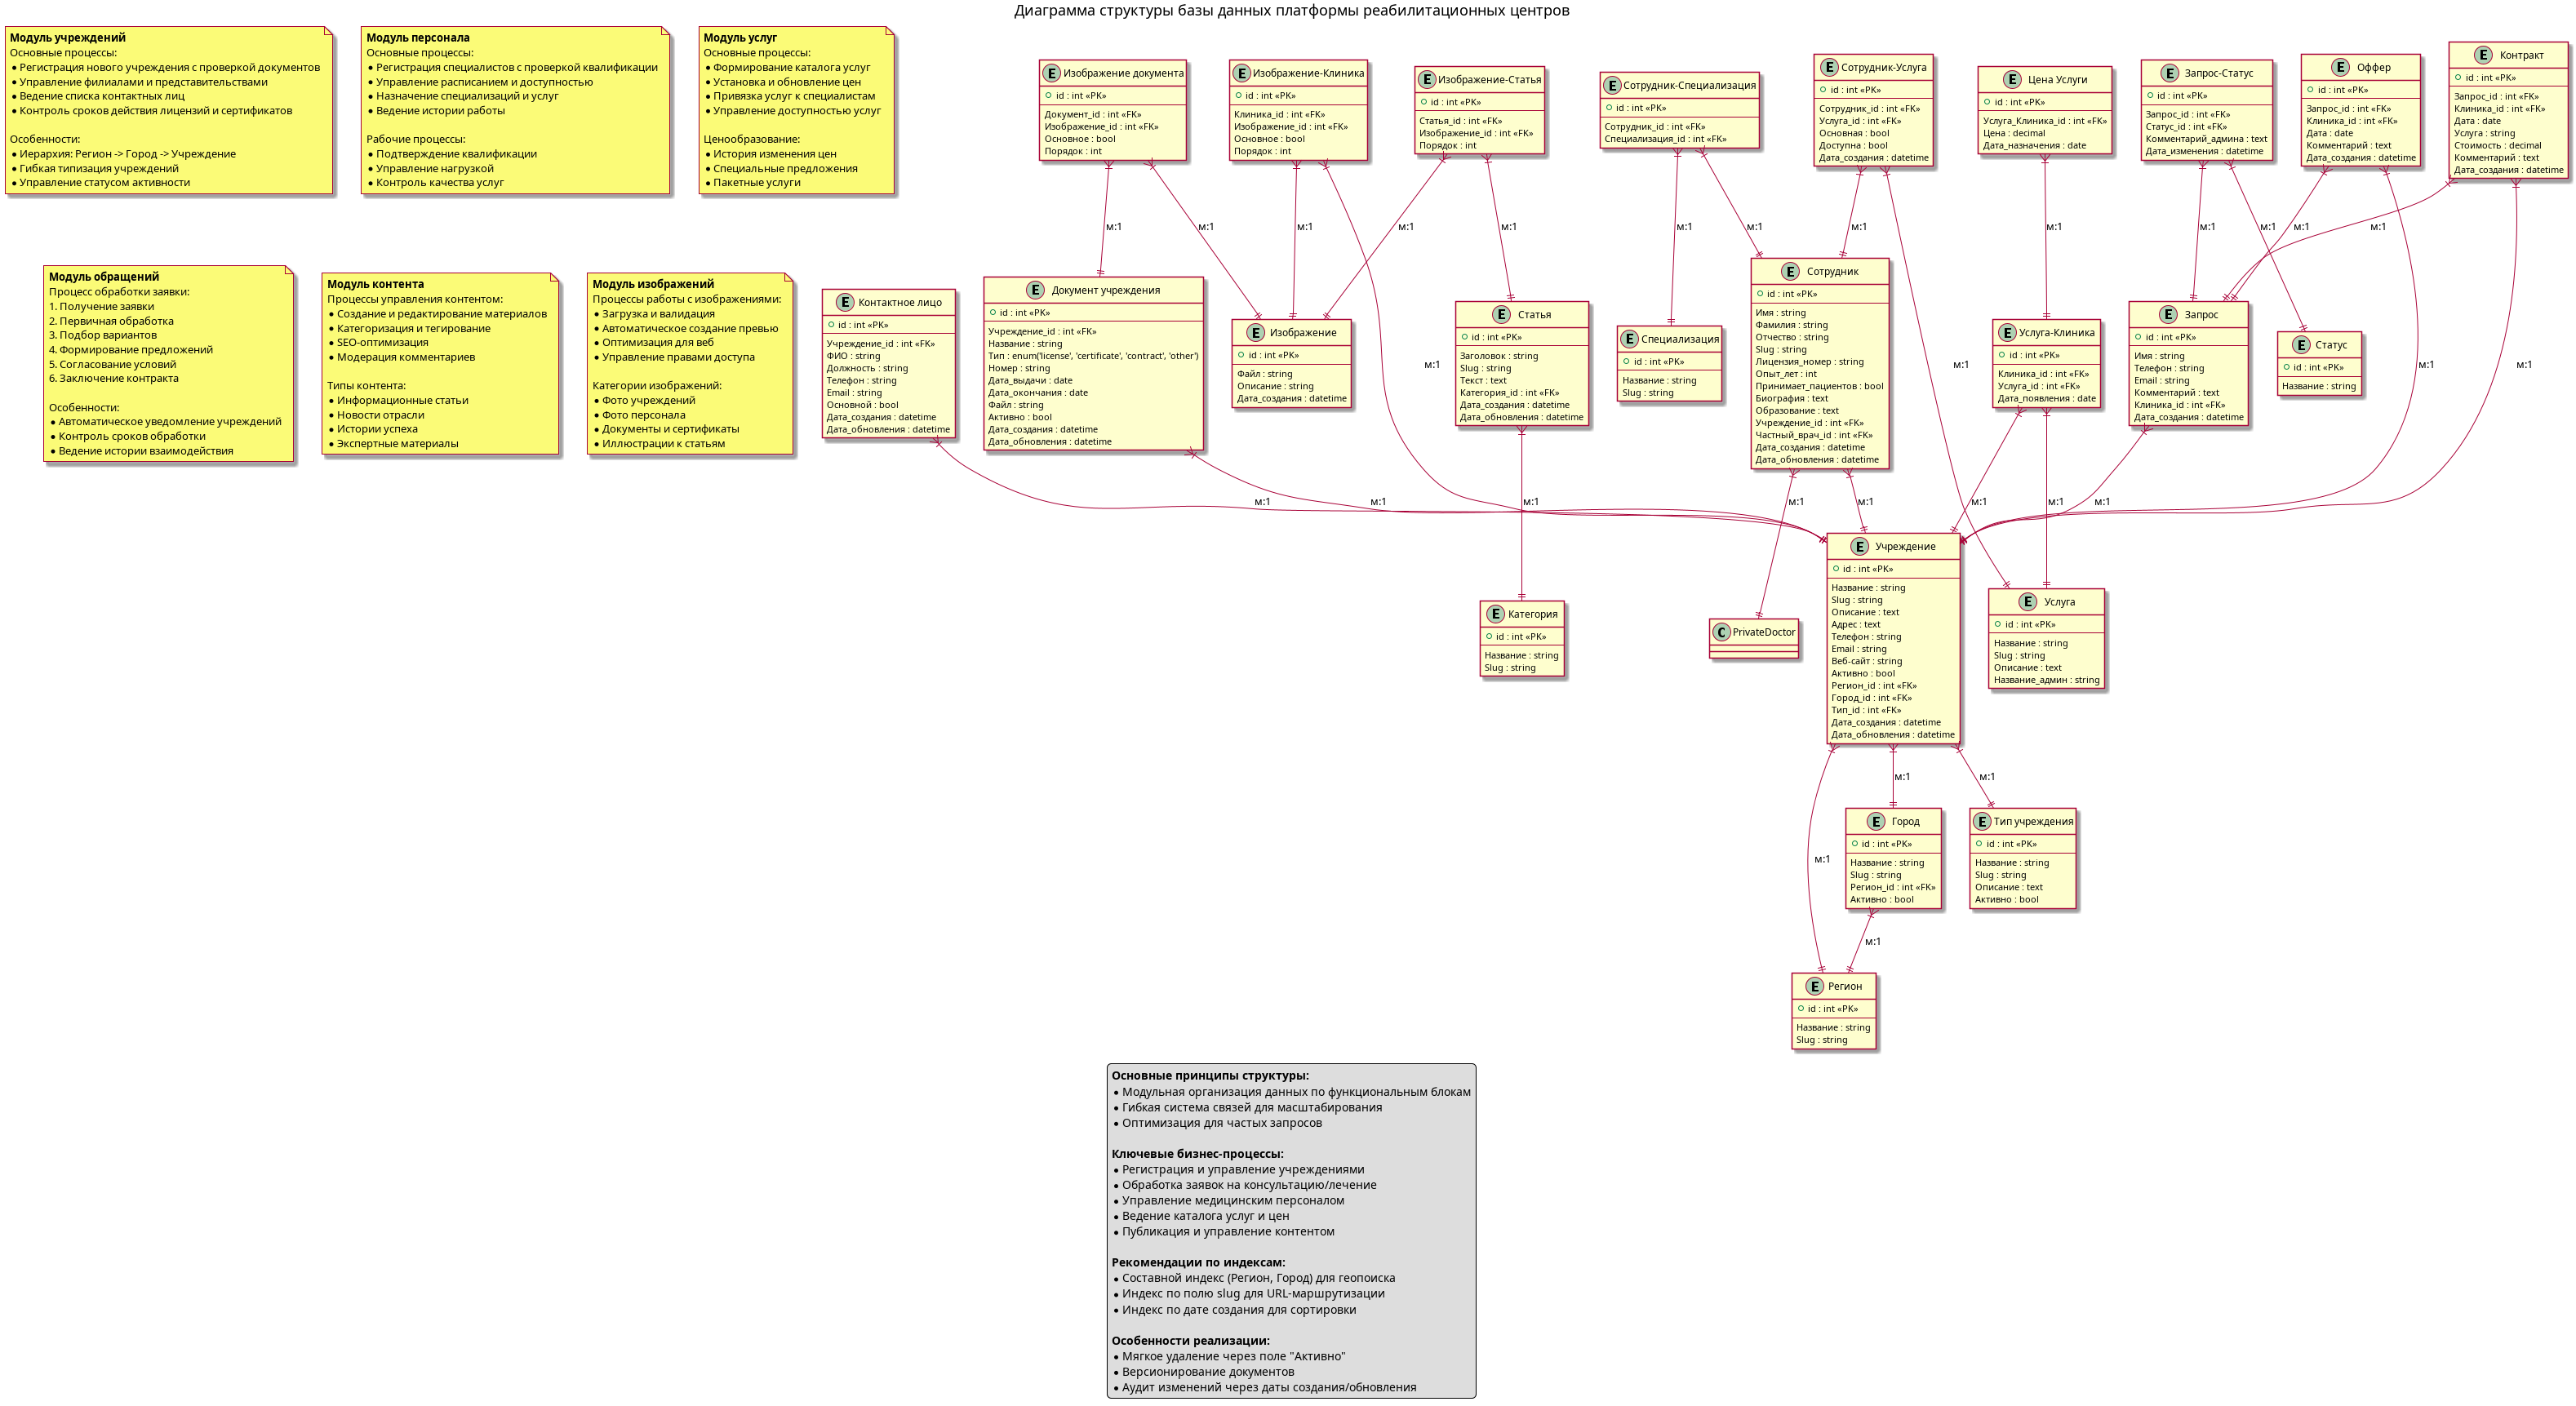 Диаграмма структуры базы данных платформы реабилитационных центров
Модуль учреждений
Основные процессы:
• Регистрация нового учреждения с проверкой документов
• Управление филиалами и представительствами
• Ведение списка контактных лиц
• Контроль сроков действия лицензий и сертификатов
Особенности:
• Иерархия: Регион -> Город -> Учреждение
• Гибкая типизация учреждений
• Управление статусом активности
Модуль персонала
Основные процессы:
• Регистрация специалистов с проверкой квалификации
• Управление расписанием и доступностью
• Назначение специализаций и услуг
• Ведение истории работы
Рабочие процессы:
• Подтверждение квалификации
• Управление нагрузкой
• Контроль качества услуг
Модуль услуг
Основные процессы:
• Формирование каталога услуг
• Установка и обновление цен
• Привязка услуг к специалистам
• Управление доступностью услуг
Ценообразование:
• История изменения цен
• Специальные предложения
• Пакетные услуги
E Изображение документа
id : int «PK»
Документ_id : int «FK»
Изображение_id : int «FK»
Основное : bool
Порядок : int
E Изображение-Клиника
id : int «PK»
Клиника_id : int «FK»
Изображение_id : int «FK»
Основное : bool
Порядок : int
E Изображение-Статья
id : int «PK»
Статья_id : int «FK»
Изображение_id : int «FK»
Порядок : int
E Сотрудник-Специализация
id : int «PK»
Сотрудник_id : int «FK»
Специализация_id : int «FK»
E Сотрудник-Услуга
id : int «PK»
Сотрудник_id : int «FK»
Услуга_id : int «FK»
Основная : bool
Доступна : bool
Дата_создания : datetime
E Цена Услуги
id : int «PK»
Услуга_Клиника_id : int «FK»
Цена : decimal
Дата_назначения : date
E Запрос-Статус
id : int «PK»
Запрос_id : int «FK»
Статус_id : int «FK»
Комментарий_админа : text
Дата_изменения : datetime
E Оффер
id : int «PK»
Запрос_id : int «FK»
Клиника_id : int «FK»
Дата : date
Комментарий : text
Дата_создания : datetime
E Контракт
id : int «PK»
Запрос_id : int «FK»
Клиника_id : int «FK»
Дата : date
Услуга : string
Стоимость : decimal
Комментарий : text
Дата_создания : datetime
м:1
м:1
м:1
м:1
м:1
м:1
м:1
м:1
м:1
м:1
м:1
м:1
м:1
Модуль обращений
Процесс обработки заявки:
1. Получение заявки
2. Первичная обработка
3. Подбор вариантов
4. Формирование предложений
5. Согласование условий
6. Заключение контракта
Особенности:
• Автоматическое уведомление учреждений
• Контроль сроков обработки
• Ведение истории взаимодействия
Модуль контента
Процессы управления контентом:
• Создание и редактирование материалов
• Категоризация и тегирование
• SEO-оптимизация
• Модерация комментариев
Типы контента:
• Информационные статьи
• Новости отрасли
• Истории успеха
• Экспертные материалы
Модуль изображений
Процессы работы с изображениями:
• Загрузка и валидация
• Автоматическое создание превью
• Оптимизация для веб
• Управление правами доступа
Категории изображений:
• Фото учреждений
• Фото персонала
• Документы и сертификаты
• Иллюстрации к статьям
E Контактное лицо
id : int «PK»
Учреждение_id : int «FK»
ФИО : string
Должность : string
Телефон : string
Email : string
Основной : bool
Дата_создания : datetime
Дата_обновления : datetime
E Документ учреждения
id : int «PK»
Учреждение_id : int «FK»
Название : string
Тип : enum('license', 'certificate', 'contract', 'other')
Номер : string
Дата_выдачи : date
Дата_окончания : date
Файл : string
Активно : bool
Дата_создания : datetime
Дата_обновления : datetime
E Изображение
id : int «PK»
Файл : string
Описание : string
Дата_создания : datetime
м:1
E Статья
id : int «PK»
Заголовок : string
Slug : string
Текст : text
Категория_id : int «FK»
Дата_создания : datetime
Дата_обновления : datetime
E Специализация
id : int «PK»
Название : string
Slug : string
E Сотрудник
id : int «PK»
Имя : string
Фамилия : string
Отчество : string
Slug : string
Лицензия_номер : string
Опыт_лет : int
Принимает_пациентов : bool
Биография : text
Образование : text
Учреждение_id : int «FK»
Частный_врач_id : int «FK»
Дата_создания : datetime
Дата_обновления : datetime
м:1
E Услуга-Клиника
id : int «PK»
Клиника_id : int «FK»
Услуга_id : int «FK»
Дата_появления : date
E Запрос
id : int «PK»
Имя : string
Телефон : string
Email : string
Комментарий : text
Клиника_id : int «FK»
Дата_создания : datetime
E Статус
id : int «PK»
Название : string
м:1
м:1
м:1
м:1
м:1
м:1
м:1
м:1
м:1
м:1
E Категория
id : int «PK»
Название : string
Slug : string
C PrivateDoctor
E Учреждение
id : int «PK»
Название : string
Slug : string
Описание : text
Адрес : text
Телефон : string
Email : string
Веб-сайт : string
Активно : bool
Регион_id : int «FK»
Город_id : int «FK»
Тип_id : int «FK»
Дата_создания : datetime
Дата_обновления : datetime
E Услуга
id : int «PK»
Название : string
Slug : string
Описание : text
Название_админ : string
м:1
м:1
м:1
E Город
id : int «PK»
Название : string
Slug : string
Регион_id : int «FK»
Активно : bool
E Тип учреждения
id : int «PK»
Название : string
Slug : string
Описание : text
Активно : bool
м:1
E Регион
id : int «PK»
Название : string
Slug : string
Основные принципы структуры:
• Модульная организация данных по функциональным блокам
• Гибкая система связей для масштабирования
• Оптимизация для частых запросов
Ключевые бизнес-процессы:
• Регистрация и управление учреждениями
• Обработка заявок на консультацию/лечение
• Управление медицинским персоналом
• Ведение каталога услуг и цен
• Публикация и управление контентом
Рекомендации по индексам:
• Составной индекс (Регион, Город) для геопоиска
• Индекс по полю slug для URL-маршрутизации
• Индекс по дате создания для сортировки
Особенности реализации:
• Мягкое удаление через поле "Активно"
• Версионирование документов
• Аудит изменений через даты создания/обновления